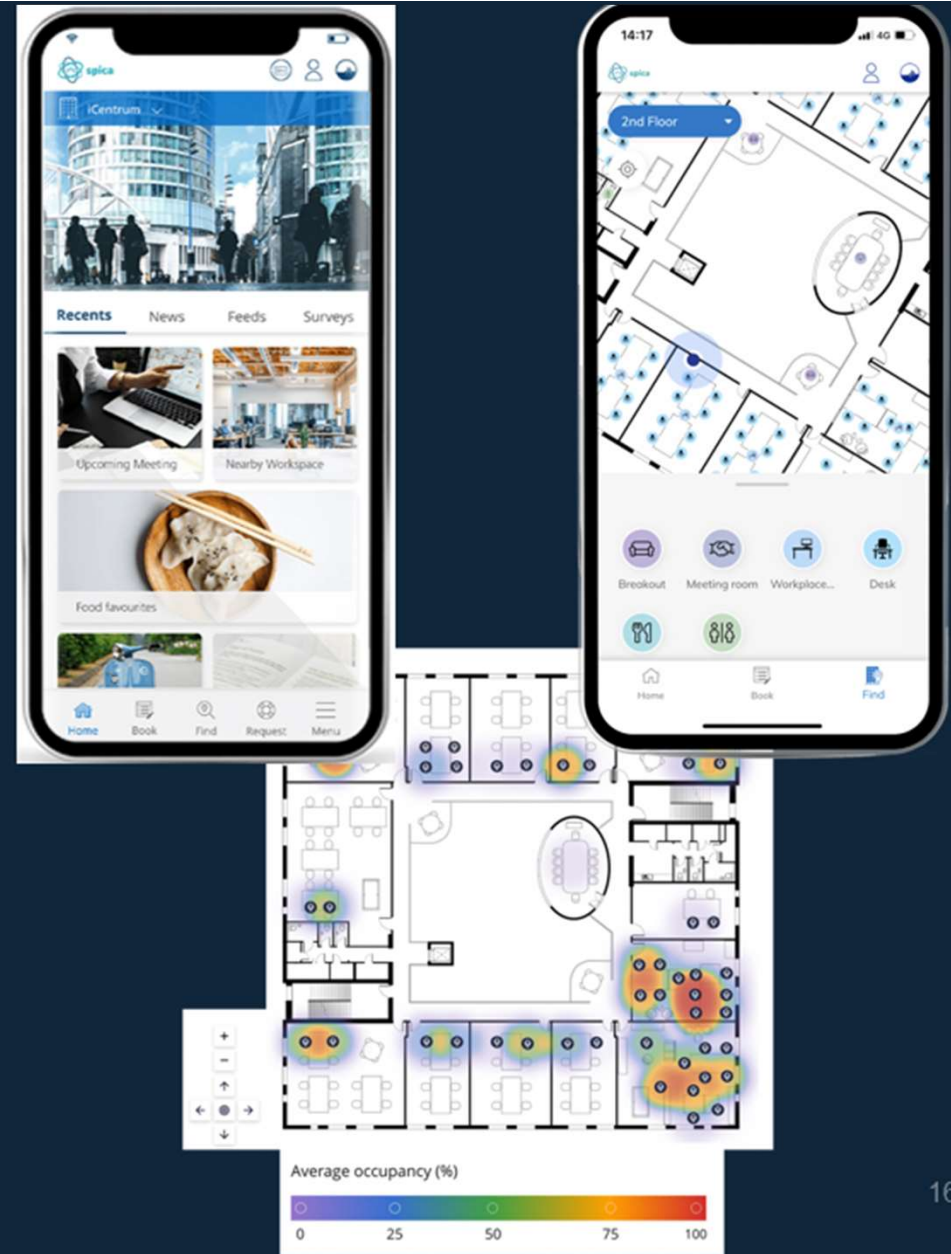 spica
iCentrum
Recents News Feeds Surveys
Upcoming Meeting
Nearby Workspace
Food favourites
Home Book Find Request Menu
14:17
4G
spica
2nd Floor
Breakout Meeting room Workplace... Desk
Home Book Find
+
−
↑
← →
↓
Average occupancy (%)
0 25 50 75 100
16